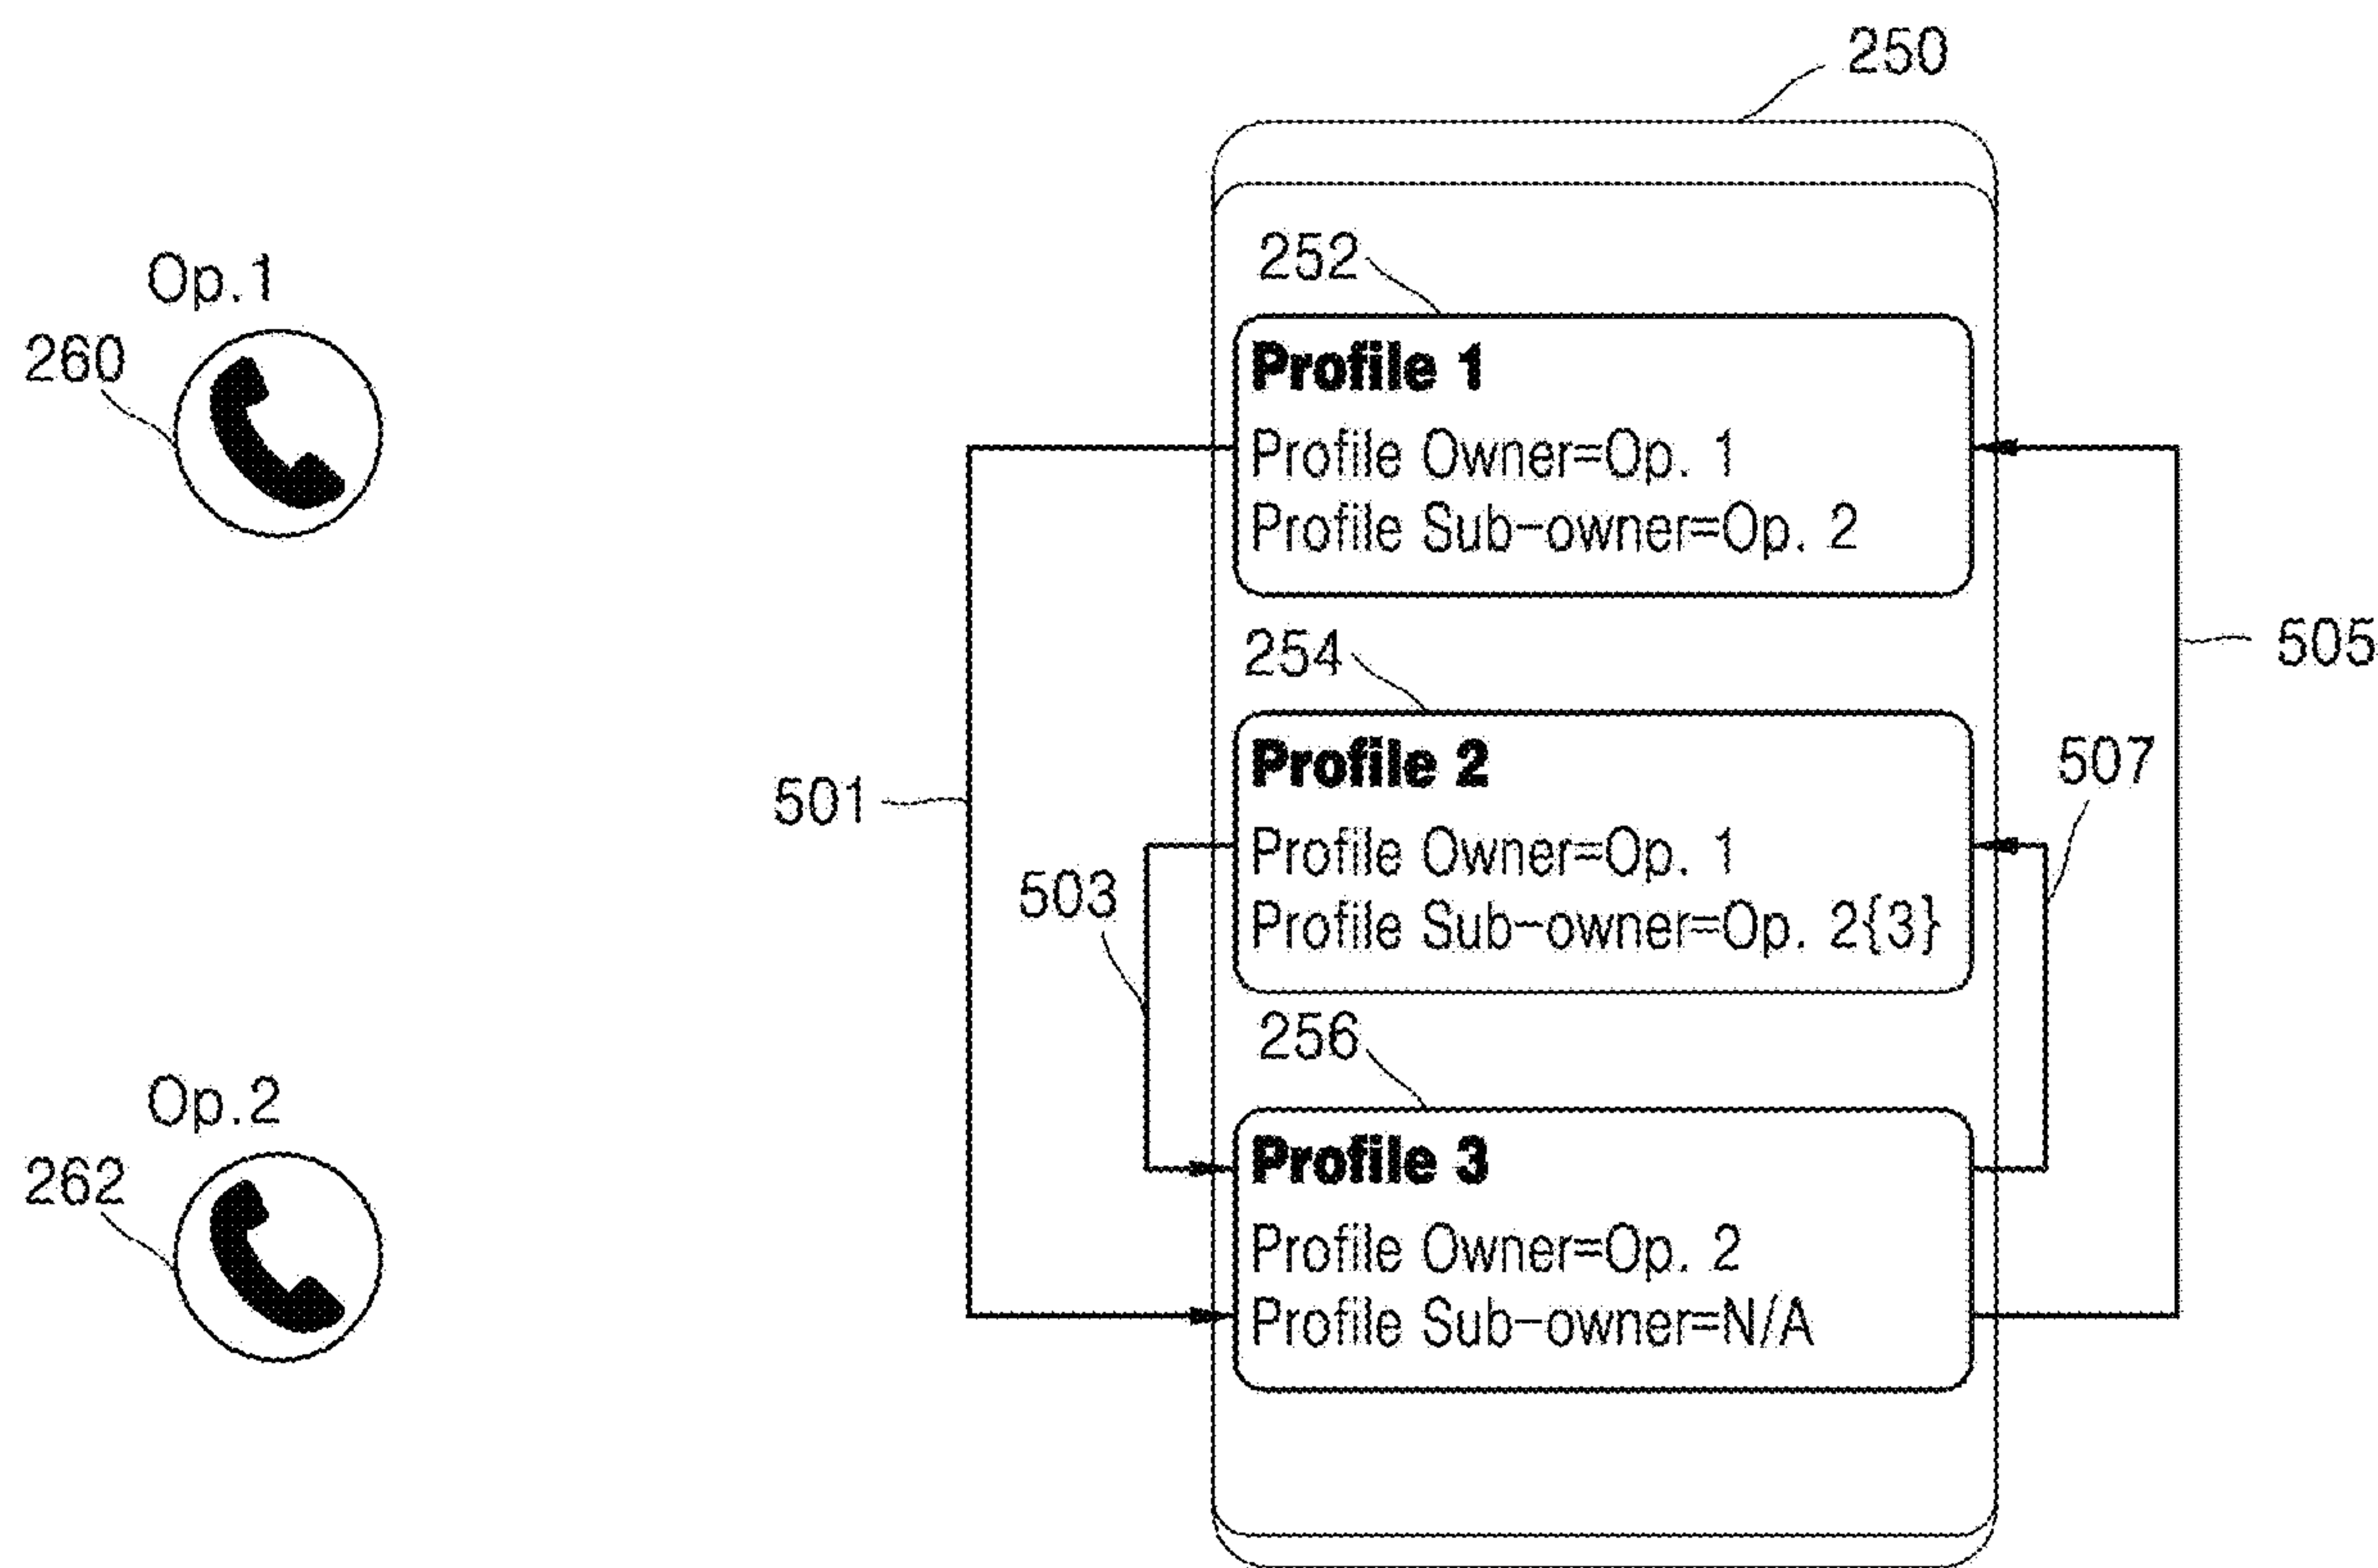 250
252
Op.1
260
Profile 1
Profile Owner=Op. 1
Profile Sub-owner=Op. 2
254
505
Profile 2
507
501
Profile Owner=Op. 1
503
Profile Sub-owner=Op. 2{3}
256
Op.2
262
Profile 3
Profile Owner=Op. 2
Profile Sub-owner=N/A